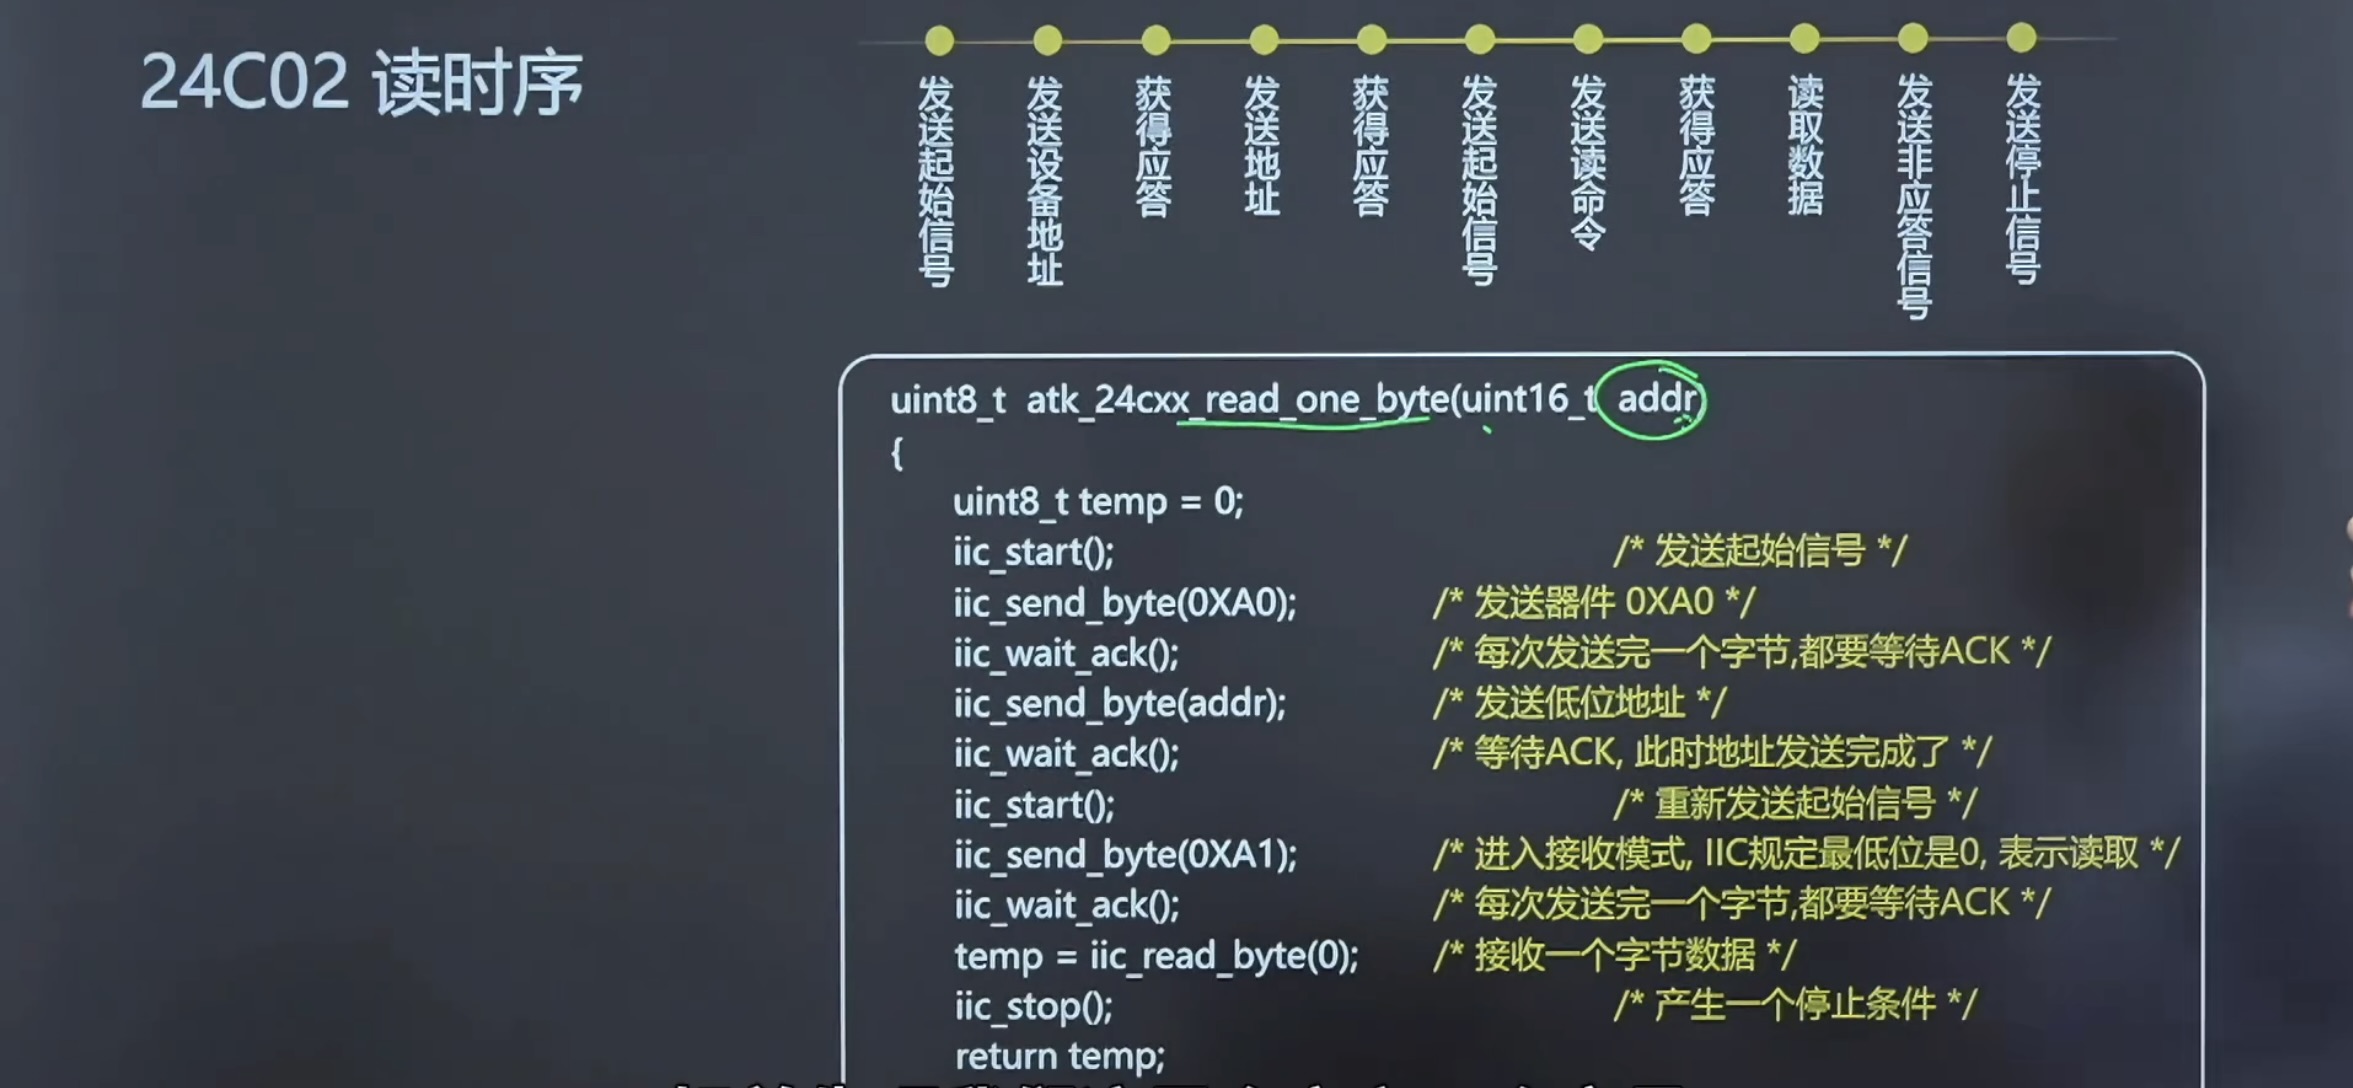 24C02 读时序
发送起始信号
发送设备地址
获得应答
发送地址
获得应答
发送起始信号
发送读命令
获得应答
读取数据
发送非应答信号
发送停止信号
uint8_t atk_24cxx_read_one_byte(uint16_t addr)
{
uint8_t temp = 0;
iic_start(); /* 发送起始信号 */
iic_send_byte(0XA0); /* 发送器件 0XA0 */
iic_wait_ack(); /* 每次发送完一个字节,都要等待ACK */
iic_send_byte(addr); /* 发送低位地址 */
iic_wait_ack(); /* 等待ACK, 此时地址发送完成了 */
iic_start(); /* 重新发送起始信号 */
iic_send_byte(0XA1); /* 进入接收模式, IIC规定最低位是0, 表示读取 */
iic_wait_ack(); /* 每次发送完一个字节,都要等待ACK */
temp = iic_read_byte(0); /* 接收一个字节数据 */
iic_stop(); /* 产生一个停止条件 */
return temp;